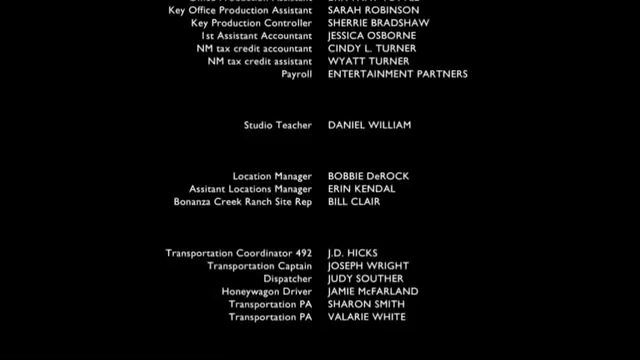 Key Office Production Assistant SARAH ROBINSON
Key Production Controller SHERRIE BRADSHAW
1st Assistant Accountant JESSICA OSBORNE
NM tax credit accountant CINDY L. TURNER
NM tax credit assistant WYATT TURNER
Payroll ENTERTAINMENT PARTNERS
Studio Teacher DANIEL WILLIAM
Location Manager BOBBIE DeROCK
Assitant Locations Manager ERIN KENDAL
Bonanza Creek Ranch Site Rep BILL CLAIR
Transportation Coordinator 492 J.D. HICKS
Transportation Captain JOSEPH WRIGHT
Dispatcher JUDY SOUTHER
Honeywagon Driver JAMIE McFARLAND
Transportation PA SHARON SMITH
Transportation PA VALARIE WHITE